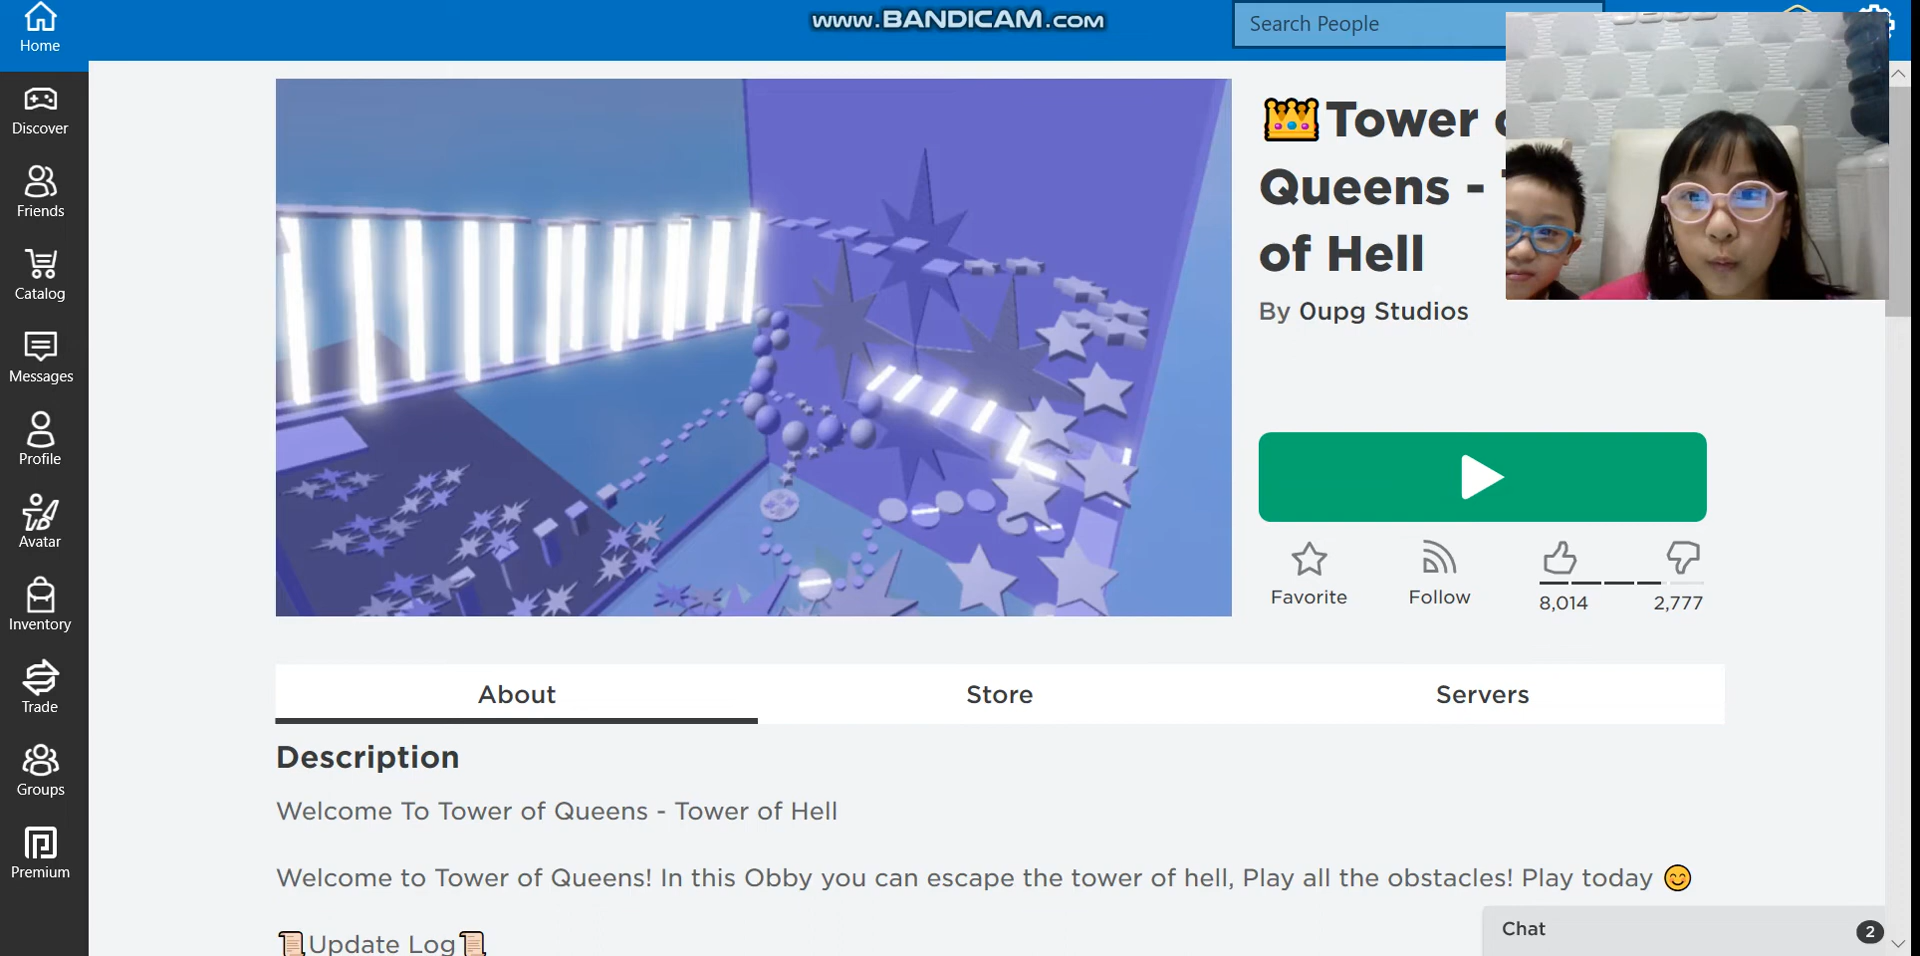 www.BANDICAM.com
Search People
Home
Discover
Friends
Catalog
Messages
Profile
Avatar
Inventory
Trade
Groups
Premium
👑Tower
Queens -
of Hell
By 0upg Studios
Favorite
Follow
8,014
2,777
About
Store
Servers
Description
Welcome To Tower of Queens - Tower of Hell
Welcome to Tower of Queens! In this Obby you can escape the tower of hell, Play all the obstacles! Play today 😊
📜Update Log📜
Chat
2